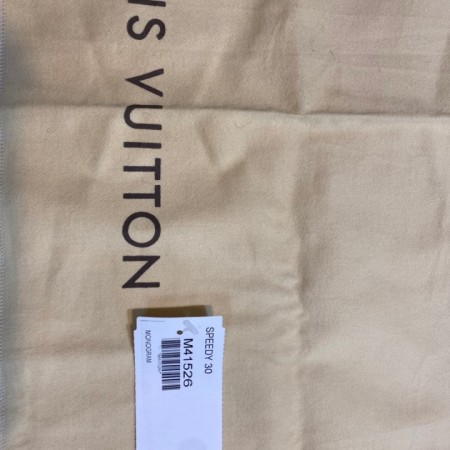 IS VUITTON
SPEEDY 30
M41526
MONOGRAM